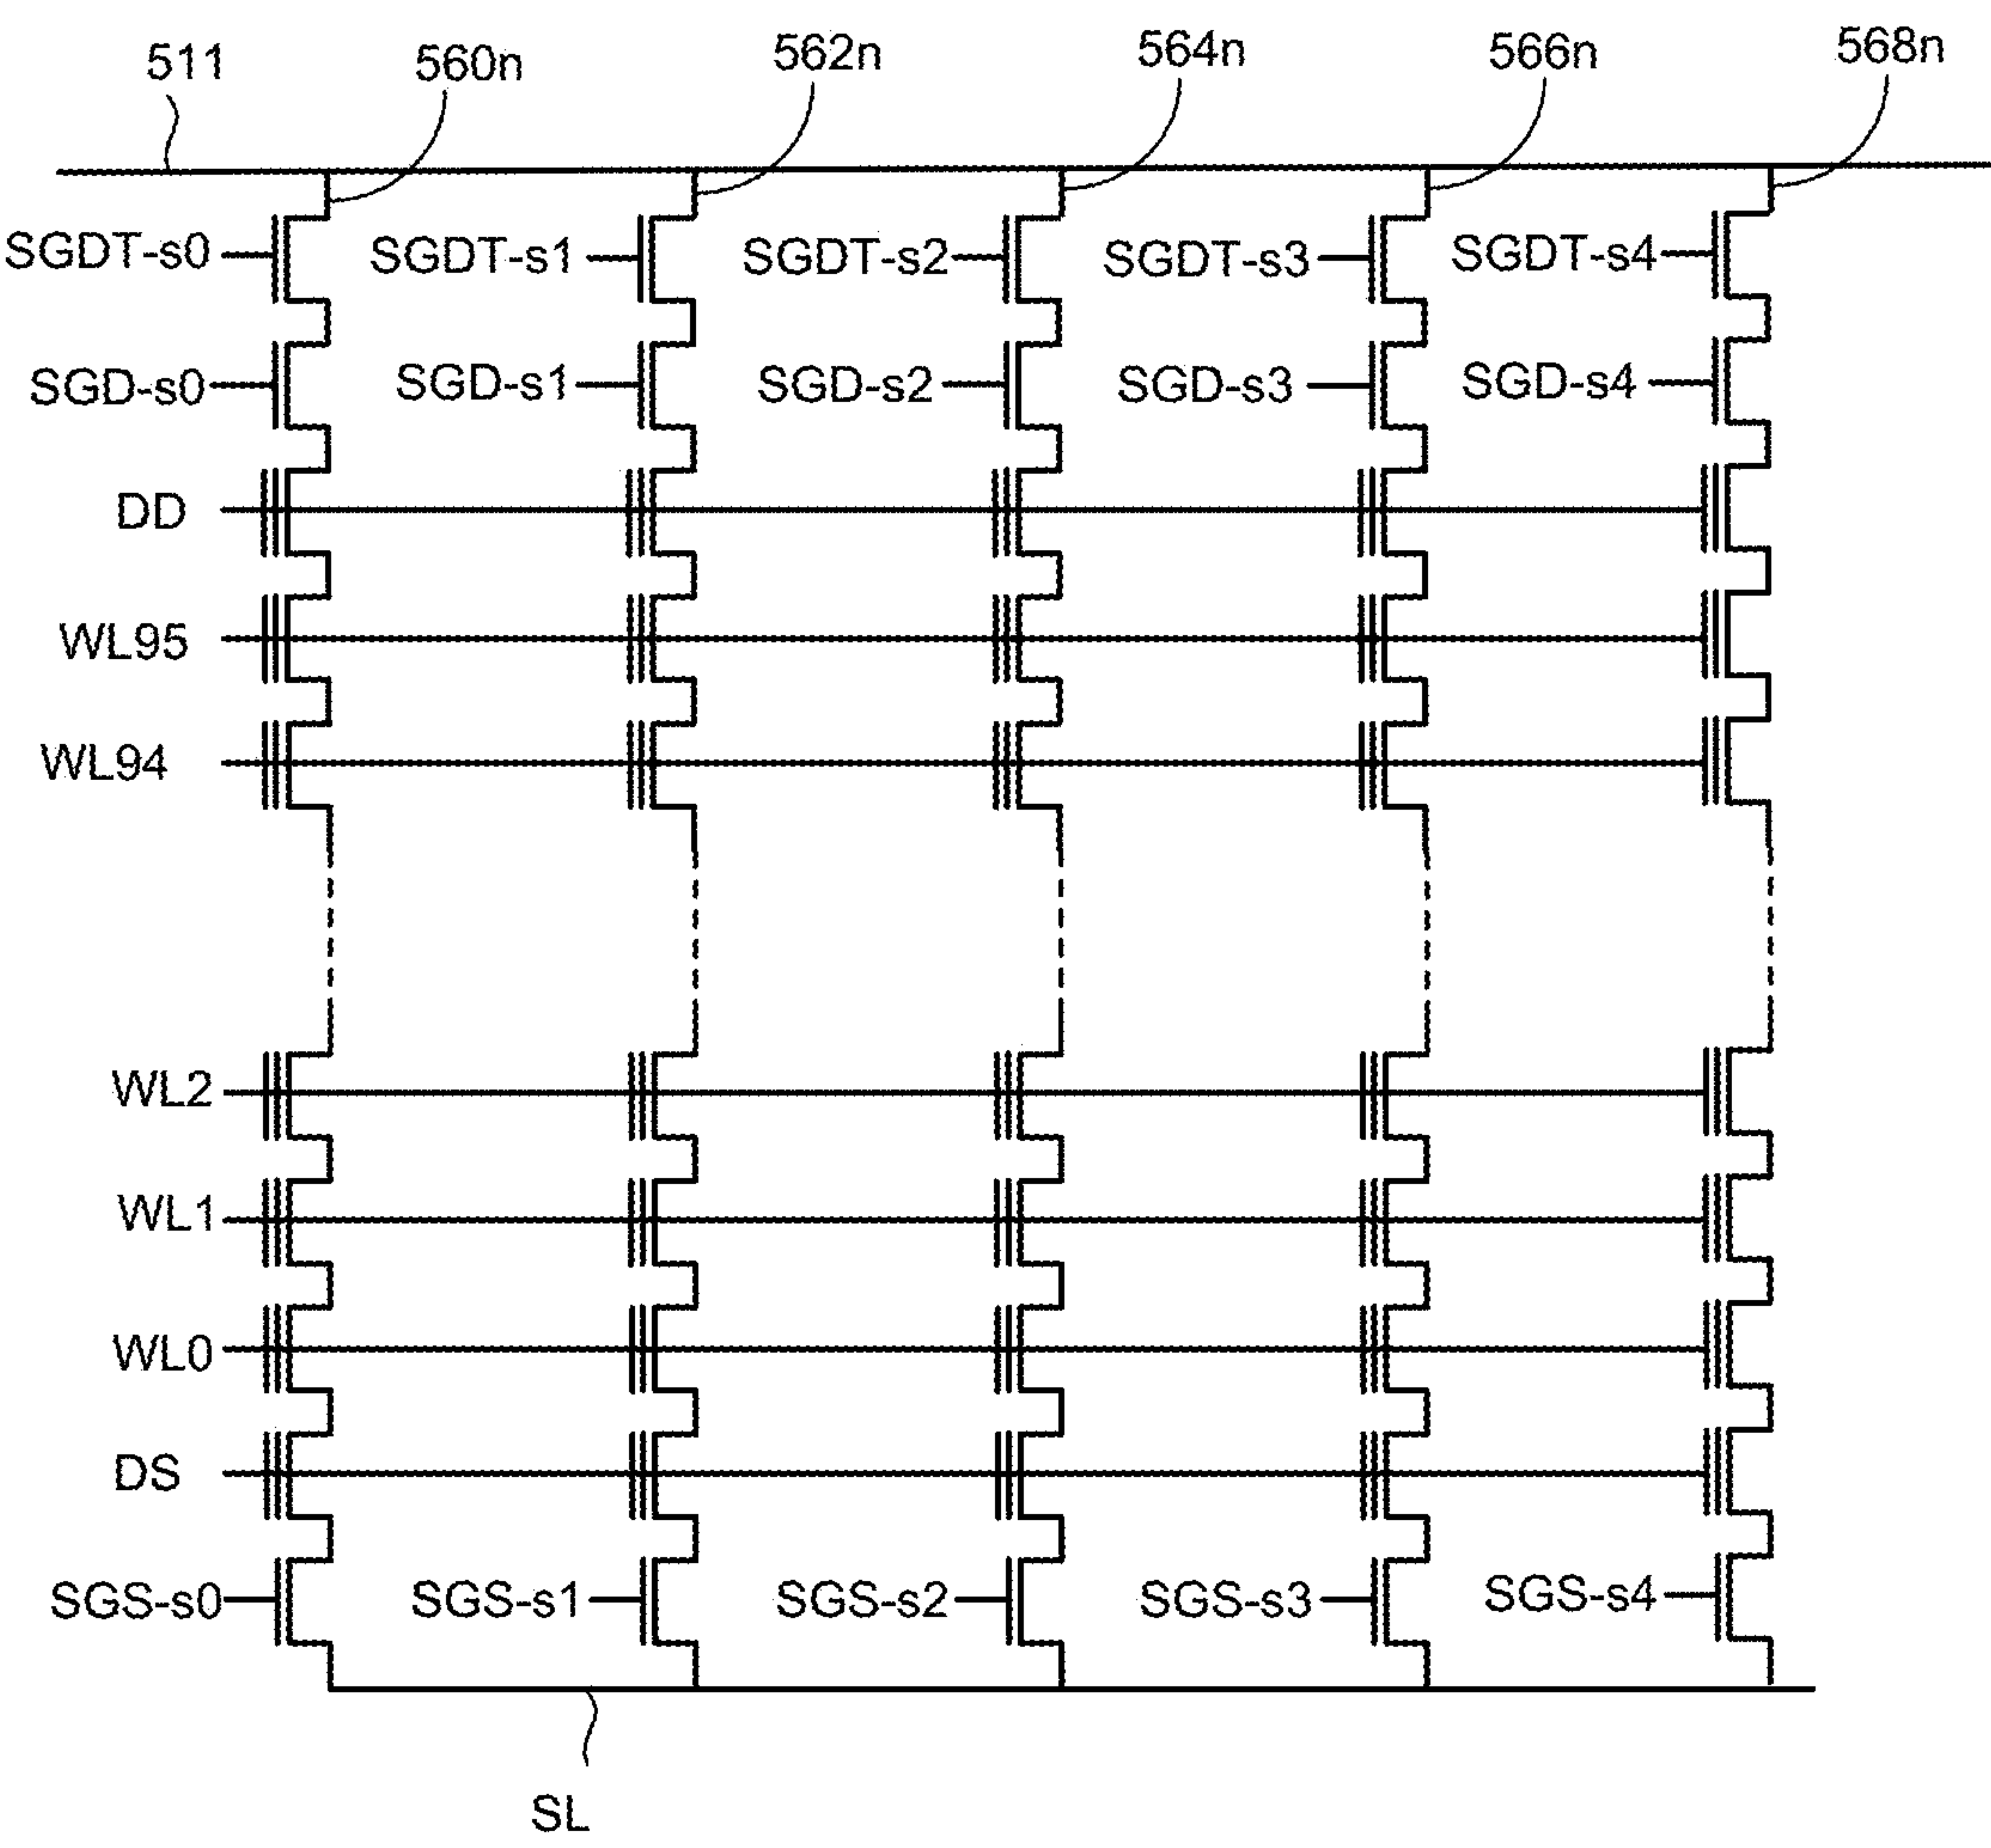 511 560n 562n 564n 566n 568n
SGDT-s0 SGDT-s1 SGDT-s2 SGDT-s3 SGDT-s4
SGD-s0 SGD-s1 SGD-s2 SGD-s3 SGD-s4
DD
WL95
WL94
WL2
WL1
WL0
DS
SGS-s0 SGS-s1 SGS-s2 SGS-s3 SGS-s4
SL